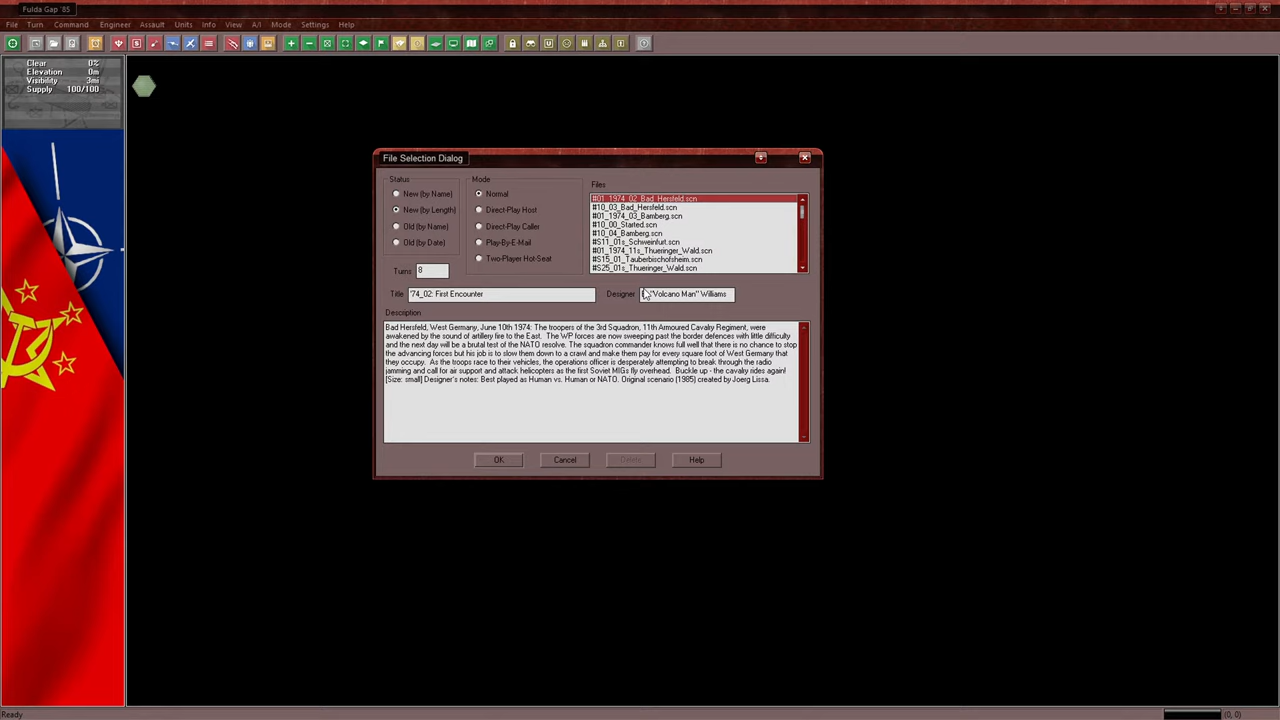 Fulda Gap '85
File Turn Command Engineer Assault Units Info View A/I Mode Settings Help
Clear 0%
Elevation 0m
Visibility 3mi
Supply 100/100
File Selection Dialog
Status
New (by Name)
New (by Length)
Old (by Name)
Old (by Date)
Turns 8
Mode
Normal
Direct-Play Host
Direct-Play Caller
Play-By-E-Mail
Two-Player Hot-Seat
Files
#01_1974_02_Bad_Hersfeld.scn
#10_03_Bad_Hersfeld.scn
#01_1974_03_Bamberg.scn
#10_00_Started.scn
#10_04_Bamberg.scn
#S11_01s_Schweinfurt.scn
#01_1974_11s_Thueringer_Wald.scn
#S15_01_Tauberbischofsheim.scn
#S25_01s_Thueringer_Wald.scn
Title '74_02: First Encounter
Designer "Volcano Man" Williams
Description
Bad Hersfeld, West Germany, June 10th 1974: The troopers of the 3rd Squadron, 11th Armoured Cavalry Regiment, were
awakened by the sound of artillery fire to the East. The WP forces are now sweeping past the border defences with little difficulty
and the next day will be a brutal test of the NATO resolve. The squadron commander knows full well that there is no chance to stop
the advancing forces but his job is to slow them down to a crawl and make them pay for every square foot of West Germany that
they occupy. As the troops race to their vehicles, the operations officer is desperately attempting to break through the radio
jamming and call for air support and attack helicopters as the first Soviet MIGs fly overhead. Buckle up - the cavalry rides again!
[Size: small] Designer's notes: Best played as Human vs. Human or NATO. Original scenario (1985) created by Joerg Lissa.
OK
Cancel
Delete
Help
Ready
(0, 0)